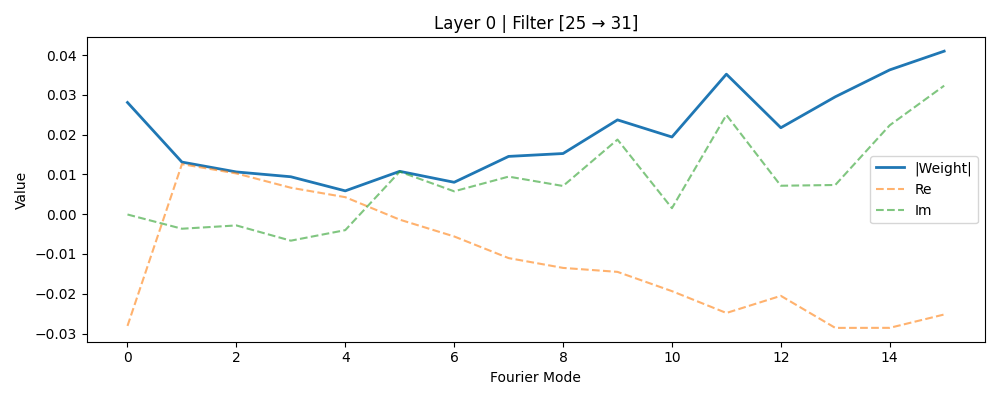 Layer 0 | Filter [25 → 31]
0.04
0.03
0.02
0.01
0.00
−0.01
−0.02
−0.03
Value
|Weight|
Re
Im
0 2 4 6 8 10 12 14
Fourier Mode